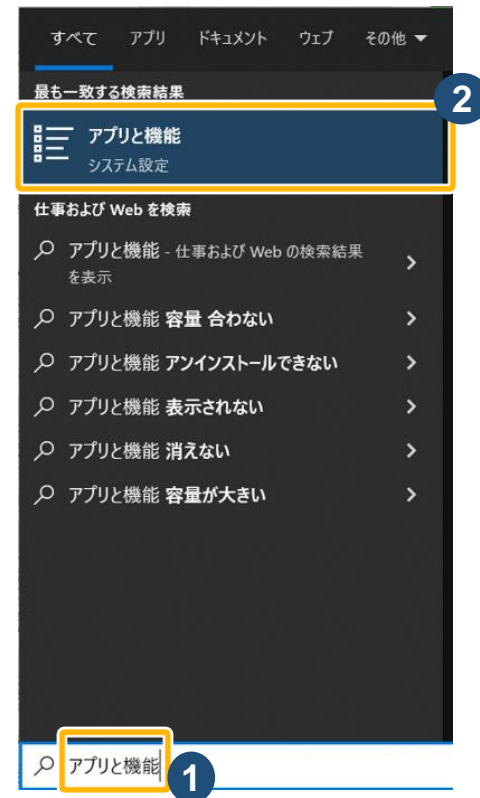 すべて アプリ ドキュメント ウェブ その他
最も一致する検索結果
2
アプリと機能
システム設定
仕事および Web を検索
アプリと機能 - 仕事および Web の検索結果
を表示
アプリと機能 容量 合わない
アプリと機能 アンインストールできない
アプリと機能 表示されない
アプリと機能 消えない
アプリと機能 容量が大きい
アプリと機能
1